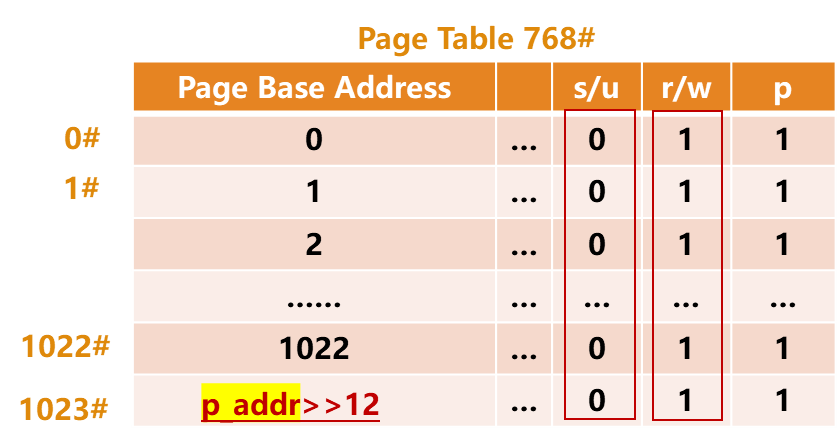 Page Table 768#
Page Base Address s/u r/w p
0# 0 ... 0 1 1
1# 1 ... 0 1 1
2 ... 0 1 1
...... ... ... ... ...
1022# 1022 ... 0 1 1
1023# p_addr>>12 ... 0 1 1